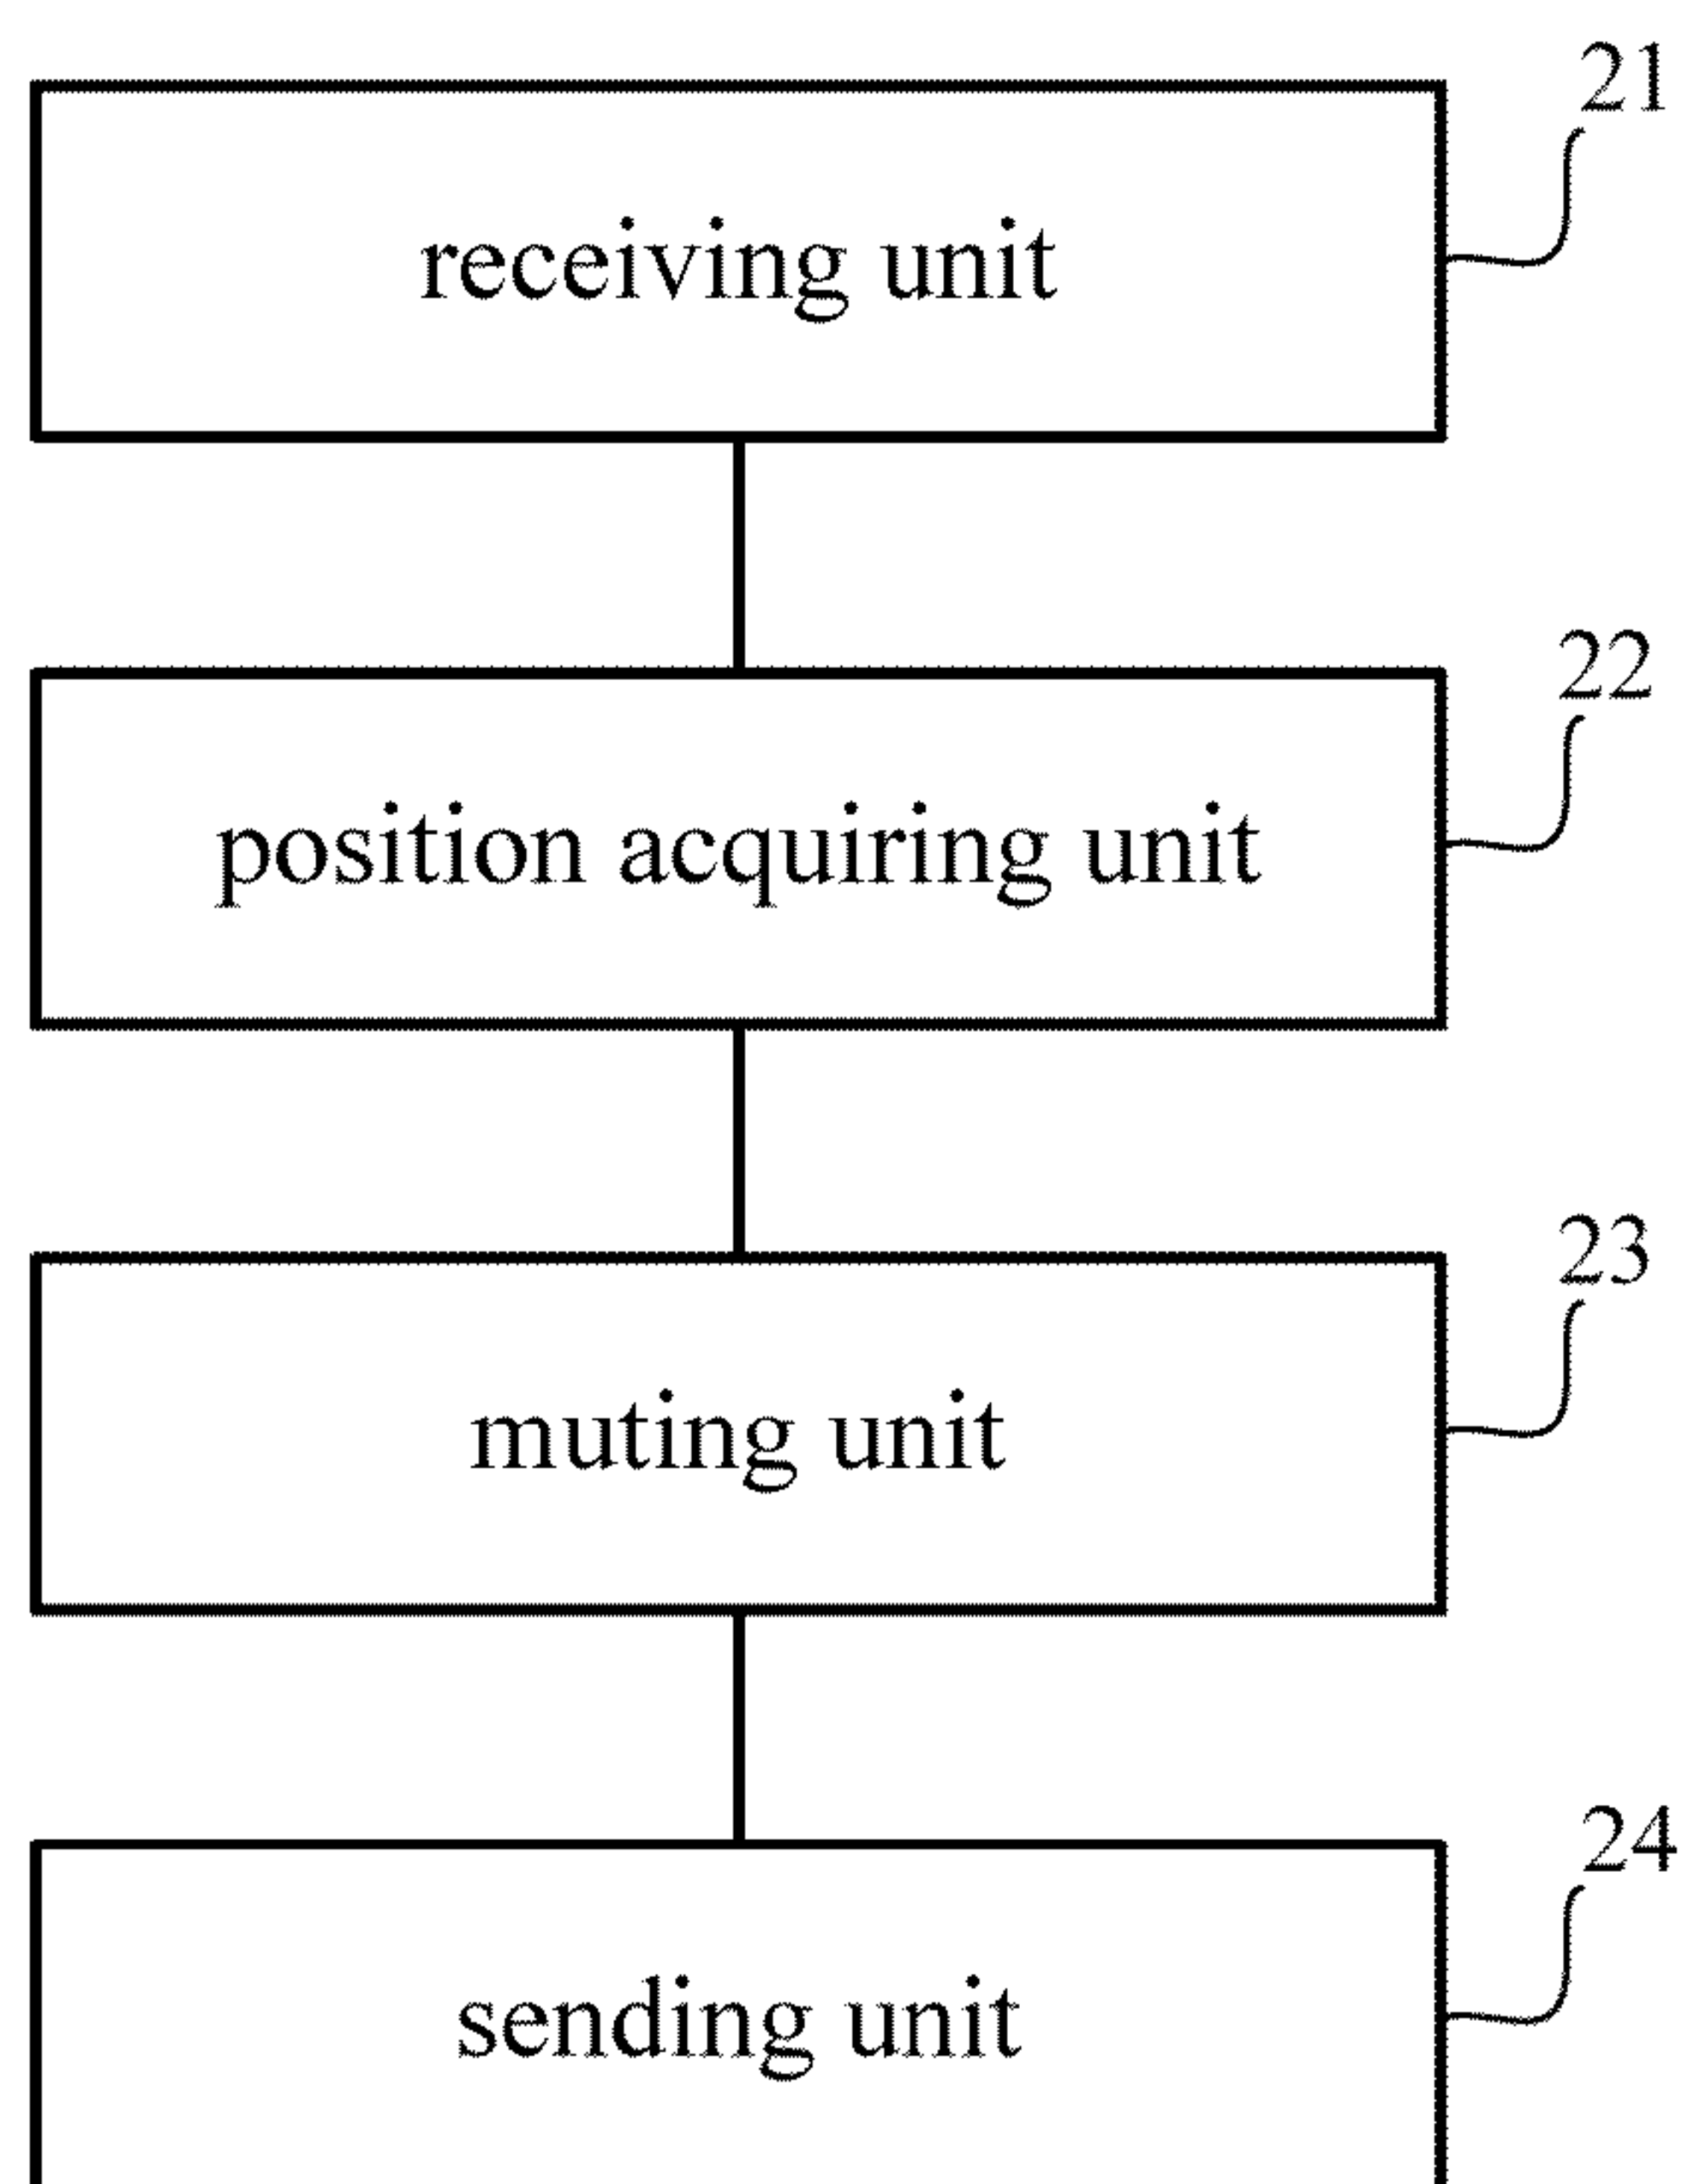 21
receiving unit
22
position acquiring unit
23
muting unit
24
sending unit